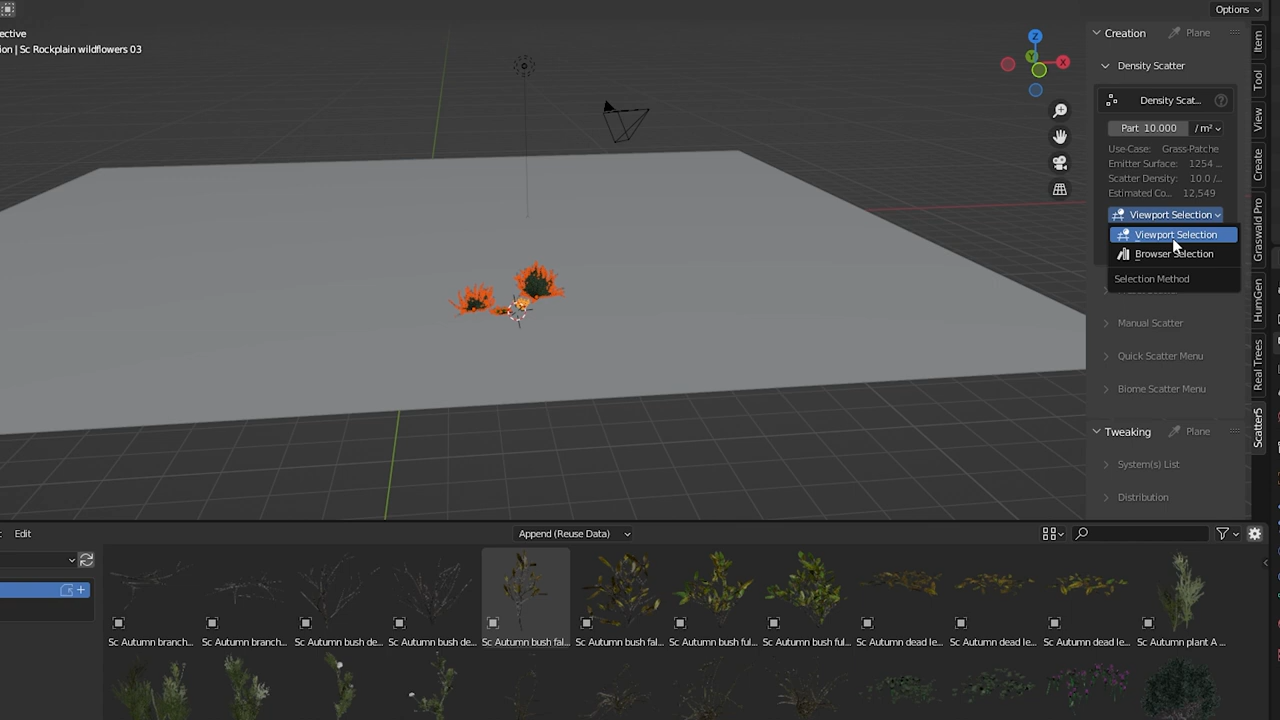 Options
ective
ion | Sc Rockplain wildflowers 03
Z
Y
X
Creation
Plane
Density Scatter
Density Scat...
Part 10.000 / m²
Use-Case: Grass-Patche
Emitter Surface: 1254 ...
Scatter Density: 10.0 /...
Estimated Co... 12,549
Viewport Selection
Viewport Selection
Browser Selection
Selection Method
Manual Scatter
Quick Scatter Menu
Biome Scatter Menu
Tweaking
Plane
System(s) List
Distribution
Item
Tool
View
Create
Graswald Pro
HumGen
Real Trees
Scatter5
Edit
Append (Reuse Data)
Sc Autumn branch...
Sc Autumn branch...
Sc Autumn bush de...
Sc Autumn bush de...
Sc Autumn bush fal...
Sc Autumn bush fal...
Sc Autumn bush ful...
Sc Autumn bush ful...
Sc Autumn dead le...
Sc Autumn dead le...
Sc Autumn dead le...
Sc Autumn plant A ...